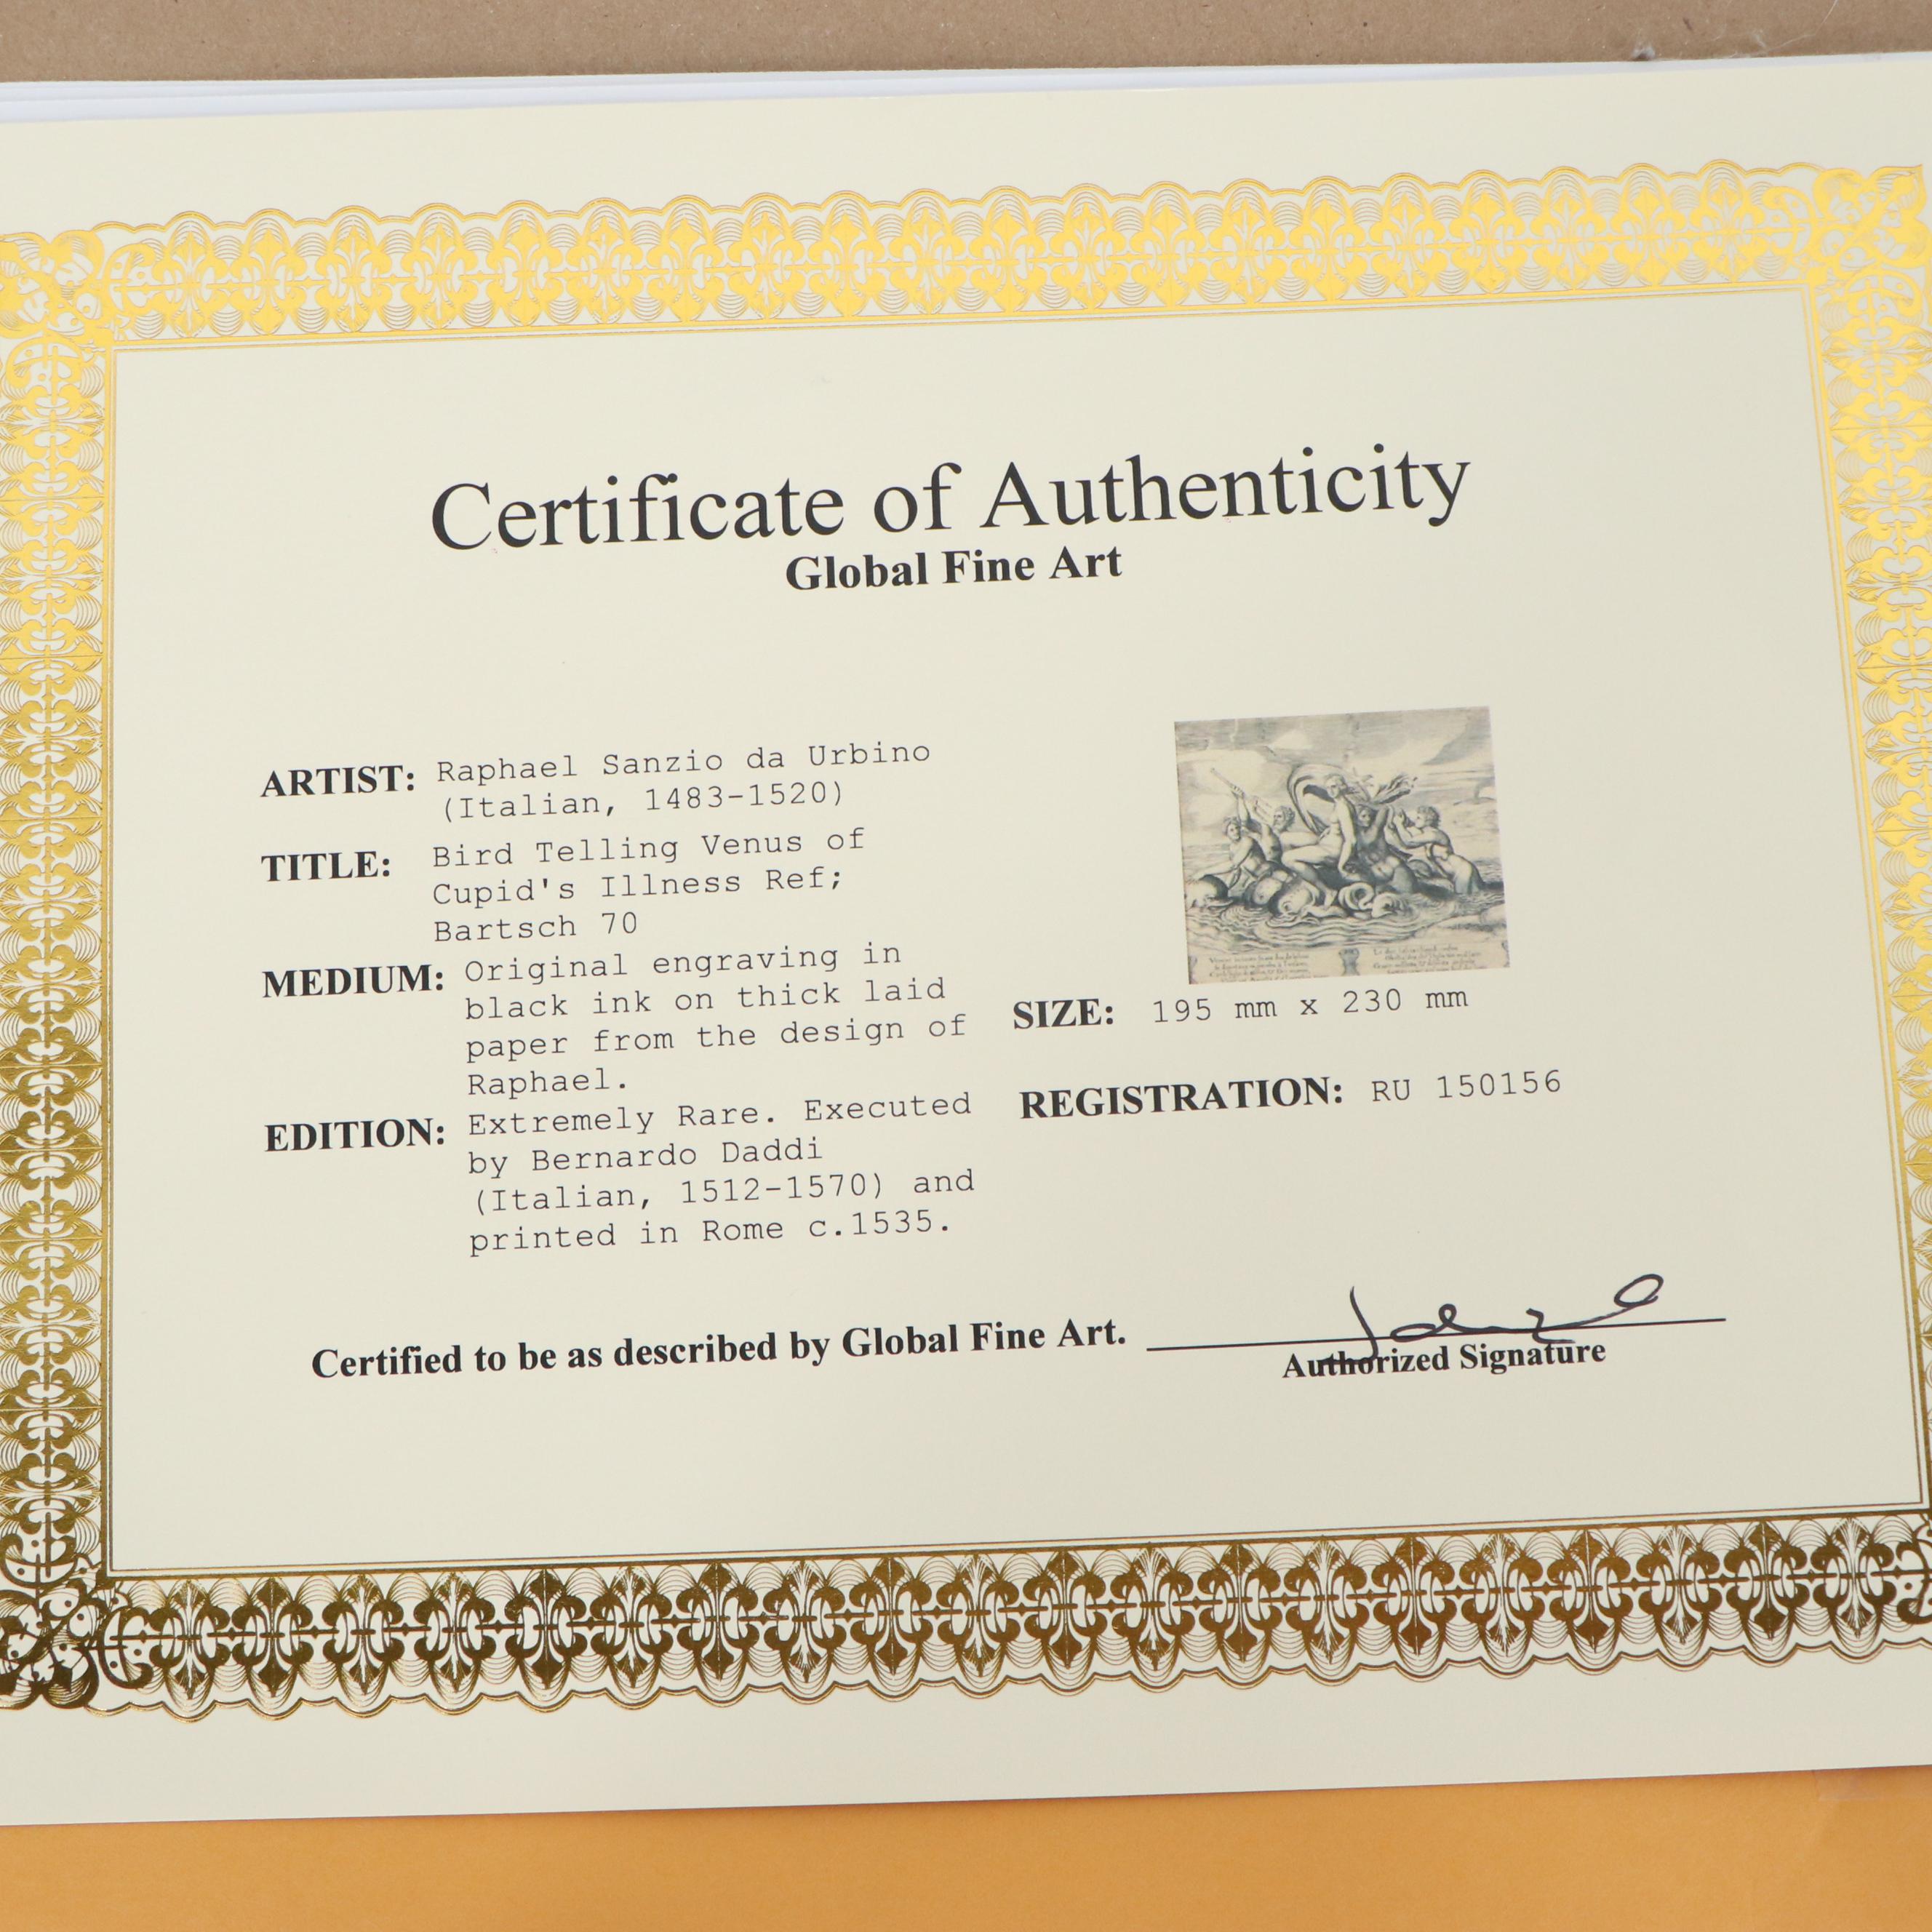 Certificate of Authenticity
Global Fine Art
ARTIST: Raphael Sanzio da Urbino
(Italian, 1483-1520)
TITLE: Bird Telling Venus of
Cupid's Illness Ref;
Bartsch 70
MEDIUM: Original engraving in
black ink on thick laid
paper from the design of
Raphael.
EDITION: Extremely Rare. Executed
by Bernardo Daddi
(Italian, 1512-1570) and
printed in Rome c.1535.
SIZE: 195 mm x 230 mm
REGISTRATION: RU 150156
Certified to be as described by Global Fine Art.
Authorized Signature